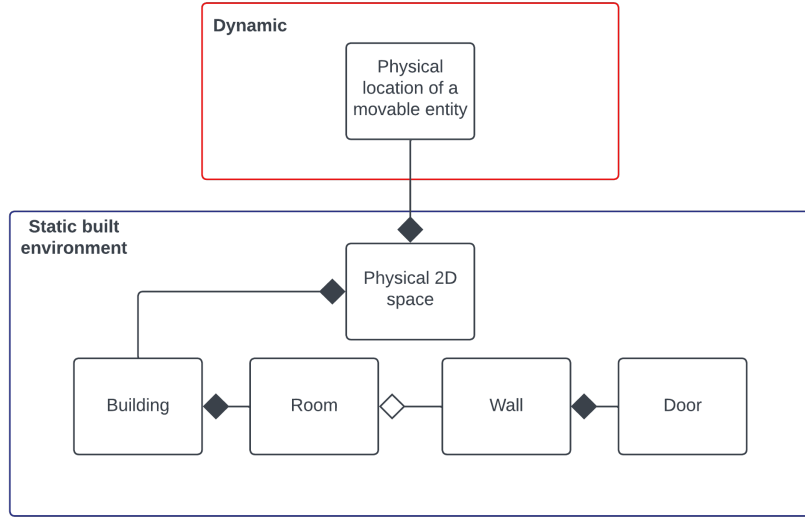 Dynamic
Physical
location of a
movable entity
Static built
environment
Physical 2D
space
Building
Room
Wall
Door